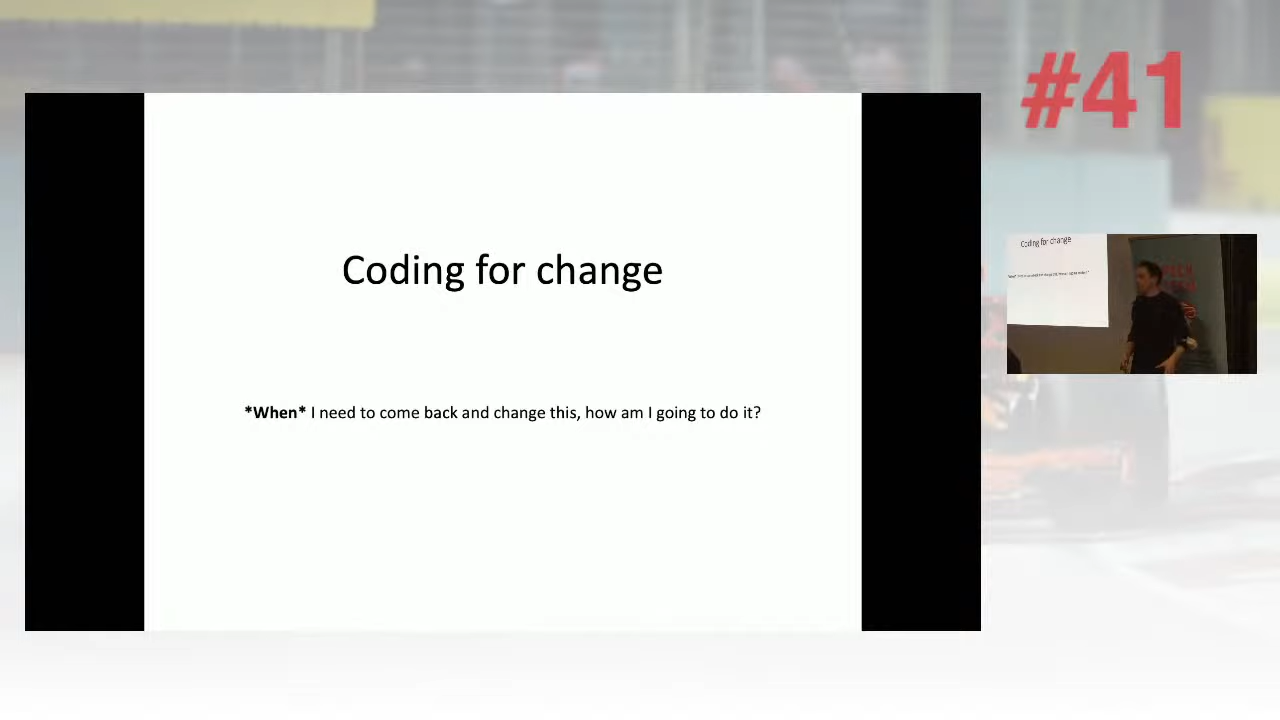 #41
Coding for change
*When* I need to come back and change this, how am I going to do it?
Coding for change